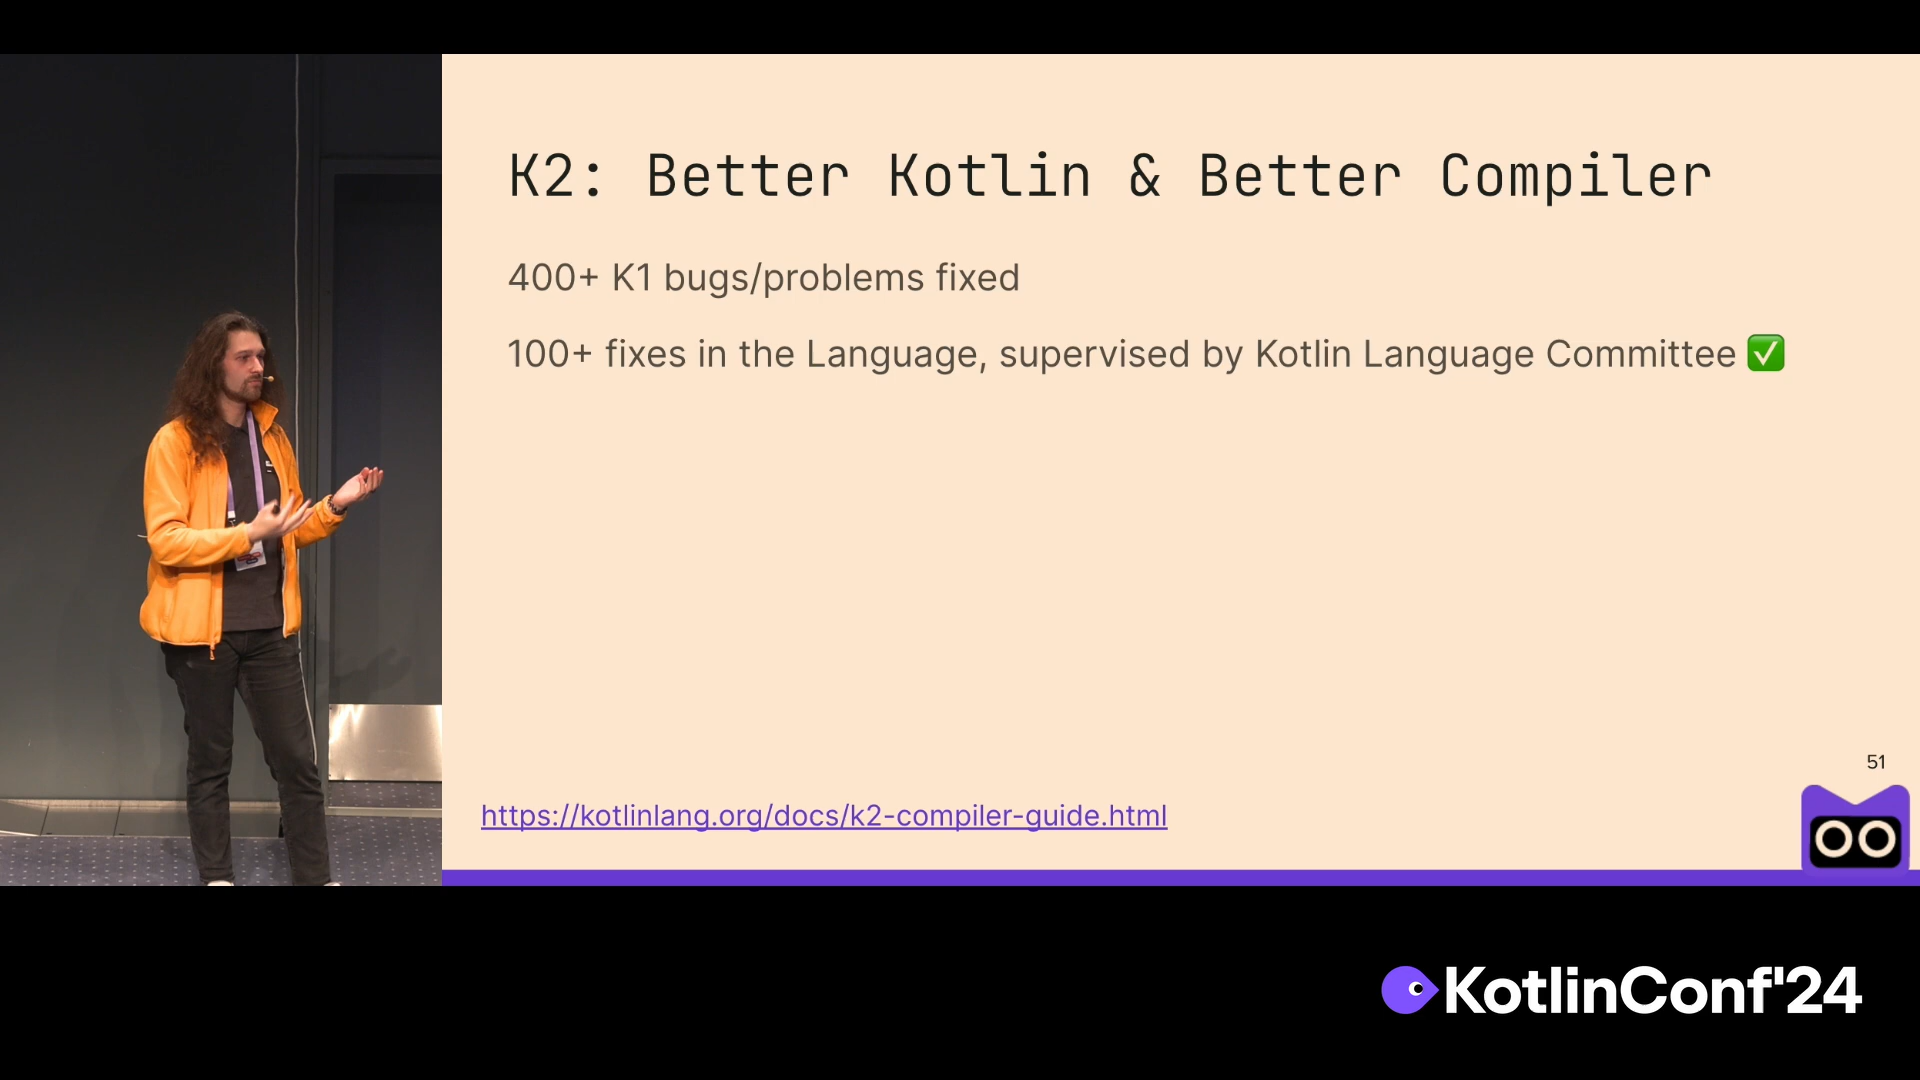 K2: Better Kotlin & Better Compiler
400+ K1 bugs/problems fixed
100+ fixes in the Language, supervised by Kotlin Language Committee ✅
51
https://kotlinlang.org/docs/k2-compiler-guide.html
KotlinConf'24